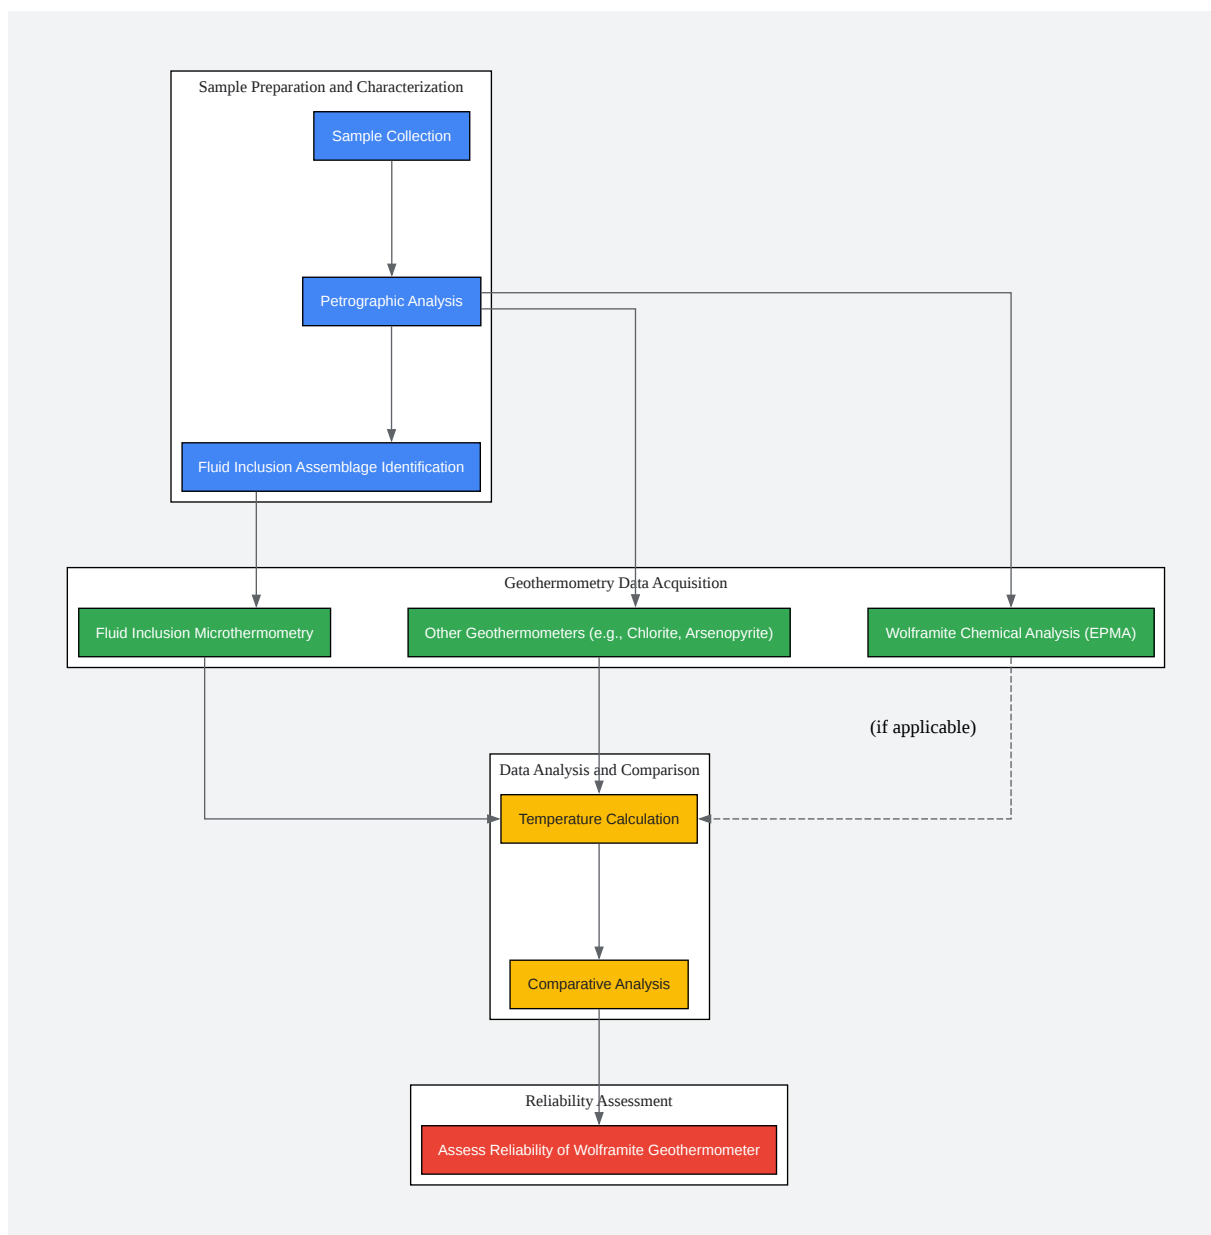 Sample Preparation and Characterization
Sample Collection
Petrographic Analysis
Fluid Inclusion Assemblage Identification
Geothermometry Data Acquisition
Fluid Inclusion Microthermometry
Other Geothermometers (e.g., Chlorite, Arsenopyrite)
Wolframite Chemical Analysis (EPMA)
(if applicable)
Data Analysis and Comparison
Temperature Calculation
Comparative Analysis
Reliability Assessment
Assess Reliability of Wolframite Geothermometer